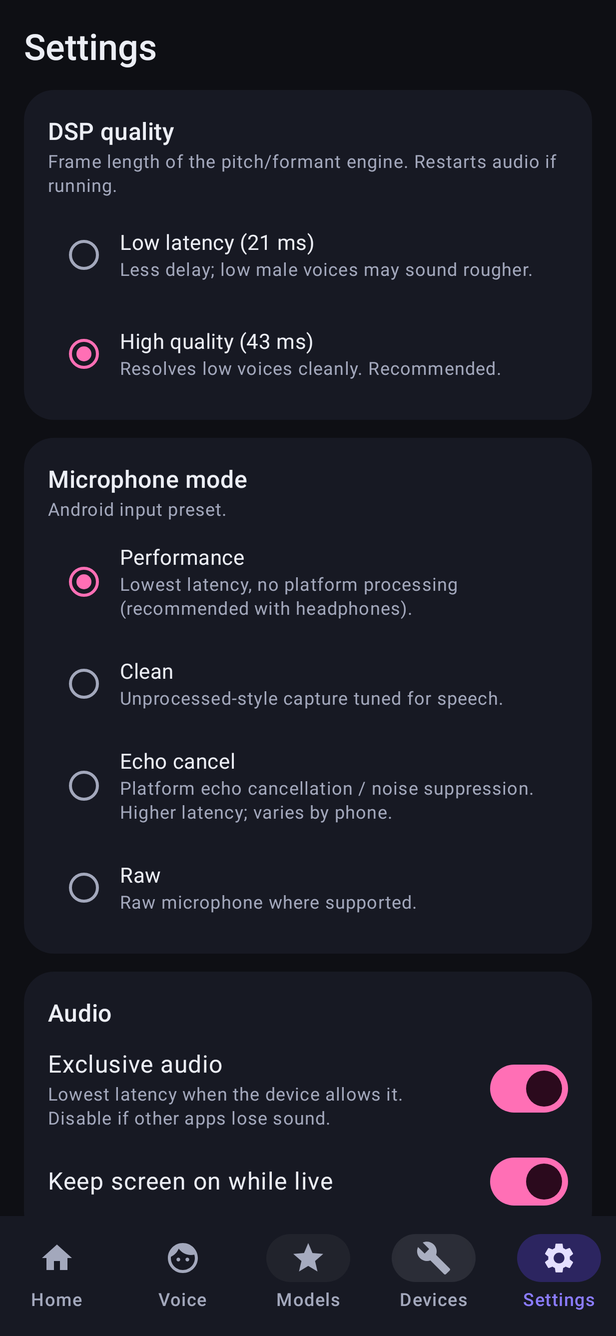 Settings
DSP quality
Frame length of the pitch/formant engine. Restarts audio if
running.
Low latency (21 ms)
Less delay; low male voices may sound rougher.
High quality (43 ms)
Resolves low voices cleanly. Recommended.
Microphone mode
Android input preset.
Performance
Lowest latency, no platform processing
(recommended with headphones).
Clean
Unprocessed-style capture tuned for speech.
Echo cancel
Platform echo cancellation / noise suppression.
Higher latency; varies by phone.
Raw
Raw microphone where supported.
Audio
Exclusive audio
Lowest latency when the device allows it.
Disable if other apps lose sound.
Keep screen on while live
Home
Voice
Models
Devices
Settings